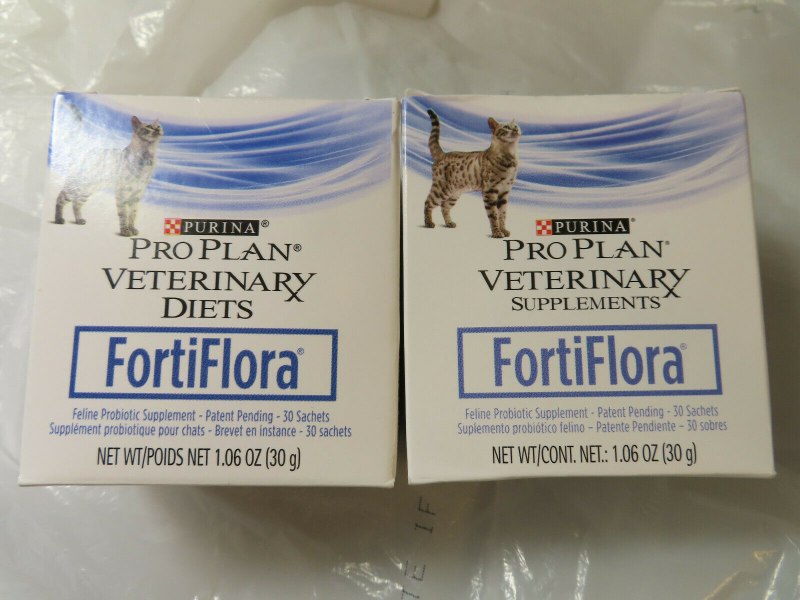 PURINA®
PRO PLAN®
VETERINARY
DIETS
FortiFlora®
Feline Probiotic Supplement - Patent Pending - 30 Sachets
Supplément probiotique pour chats - Brevet en instance - 30 sachets
NET WT/POIDS NET 1.06 OZ (30 g)
PURINA®
PRO PLAN®
VETERINARY
SUPPLEMENTS
FortiFlora®
Feline Probiotic Supplement - Patent Pending - 30 Sachets
Suplemento probiótico felino - Patente Pendiente - 30 sobres
NET WT/CONT. NET.: 1.06 OZ (30 g)
TE IF